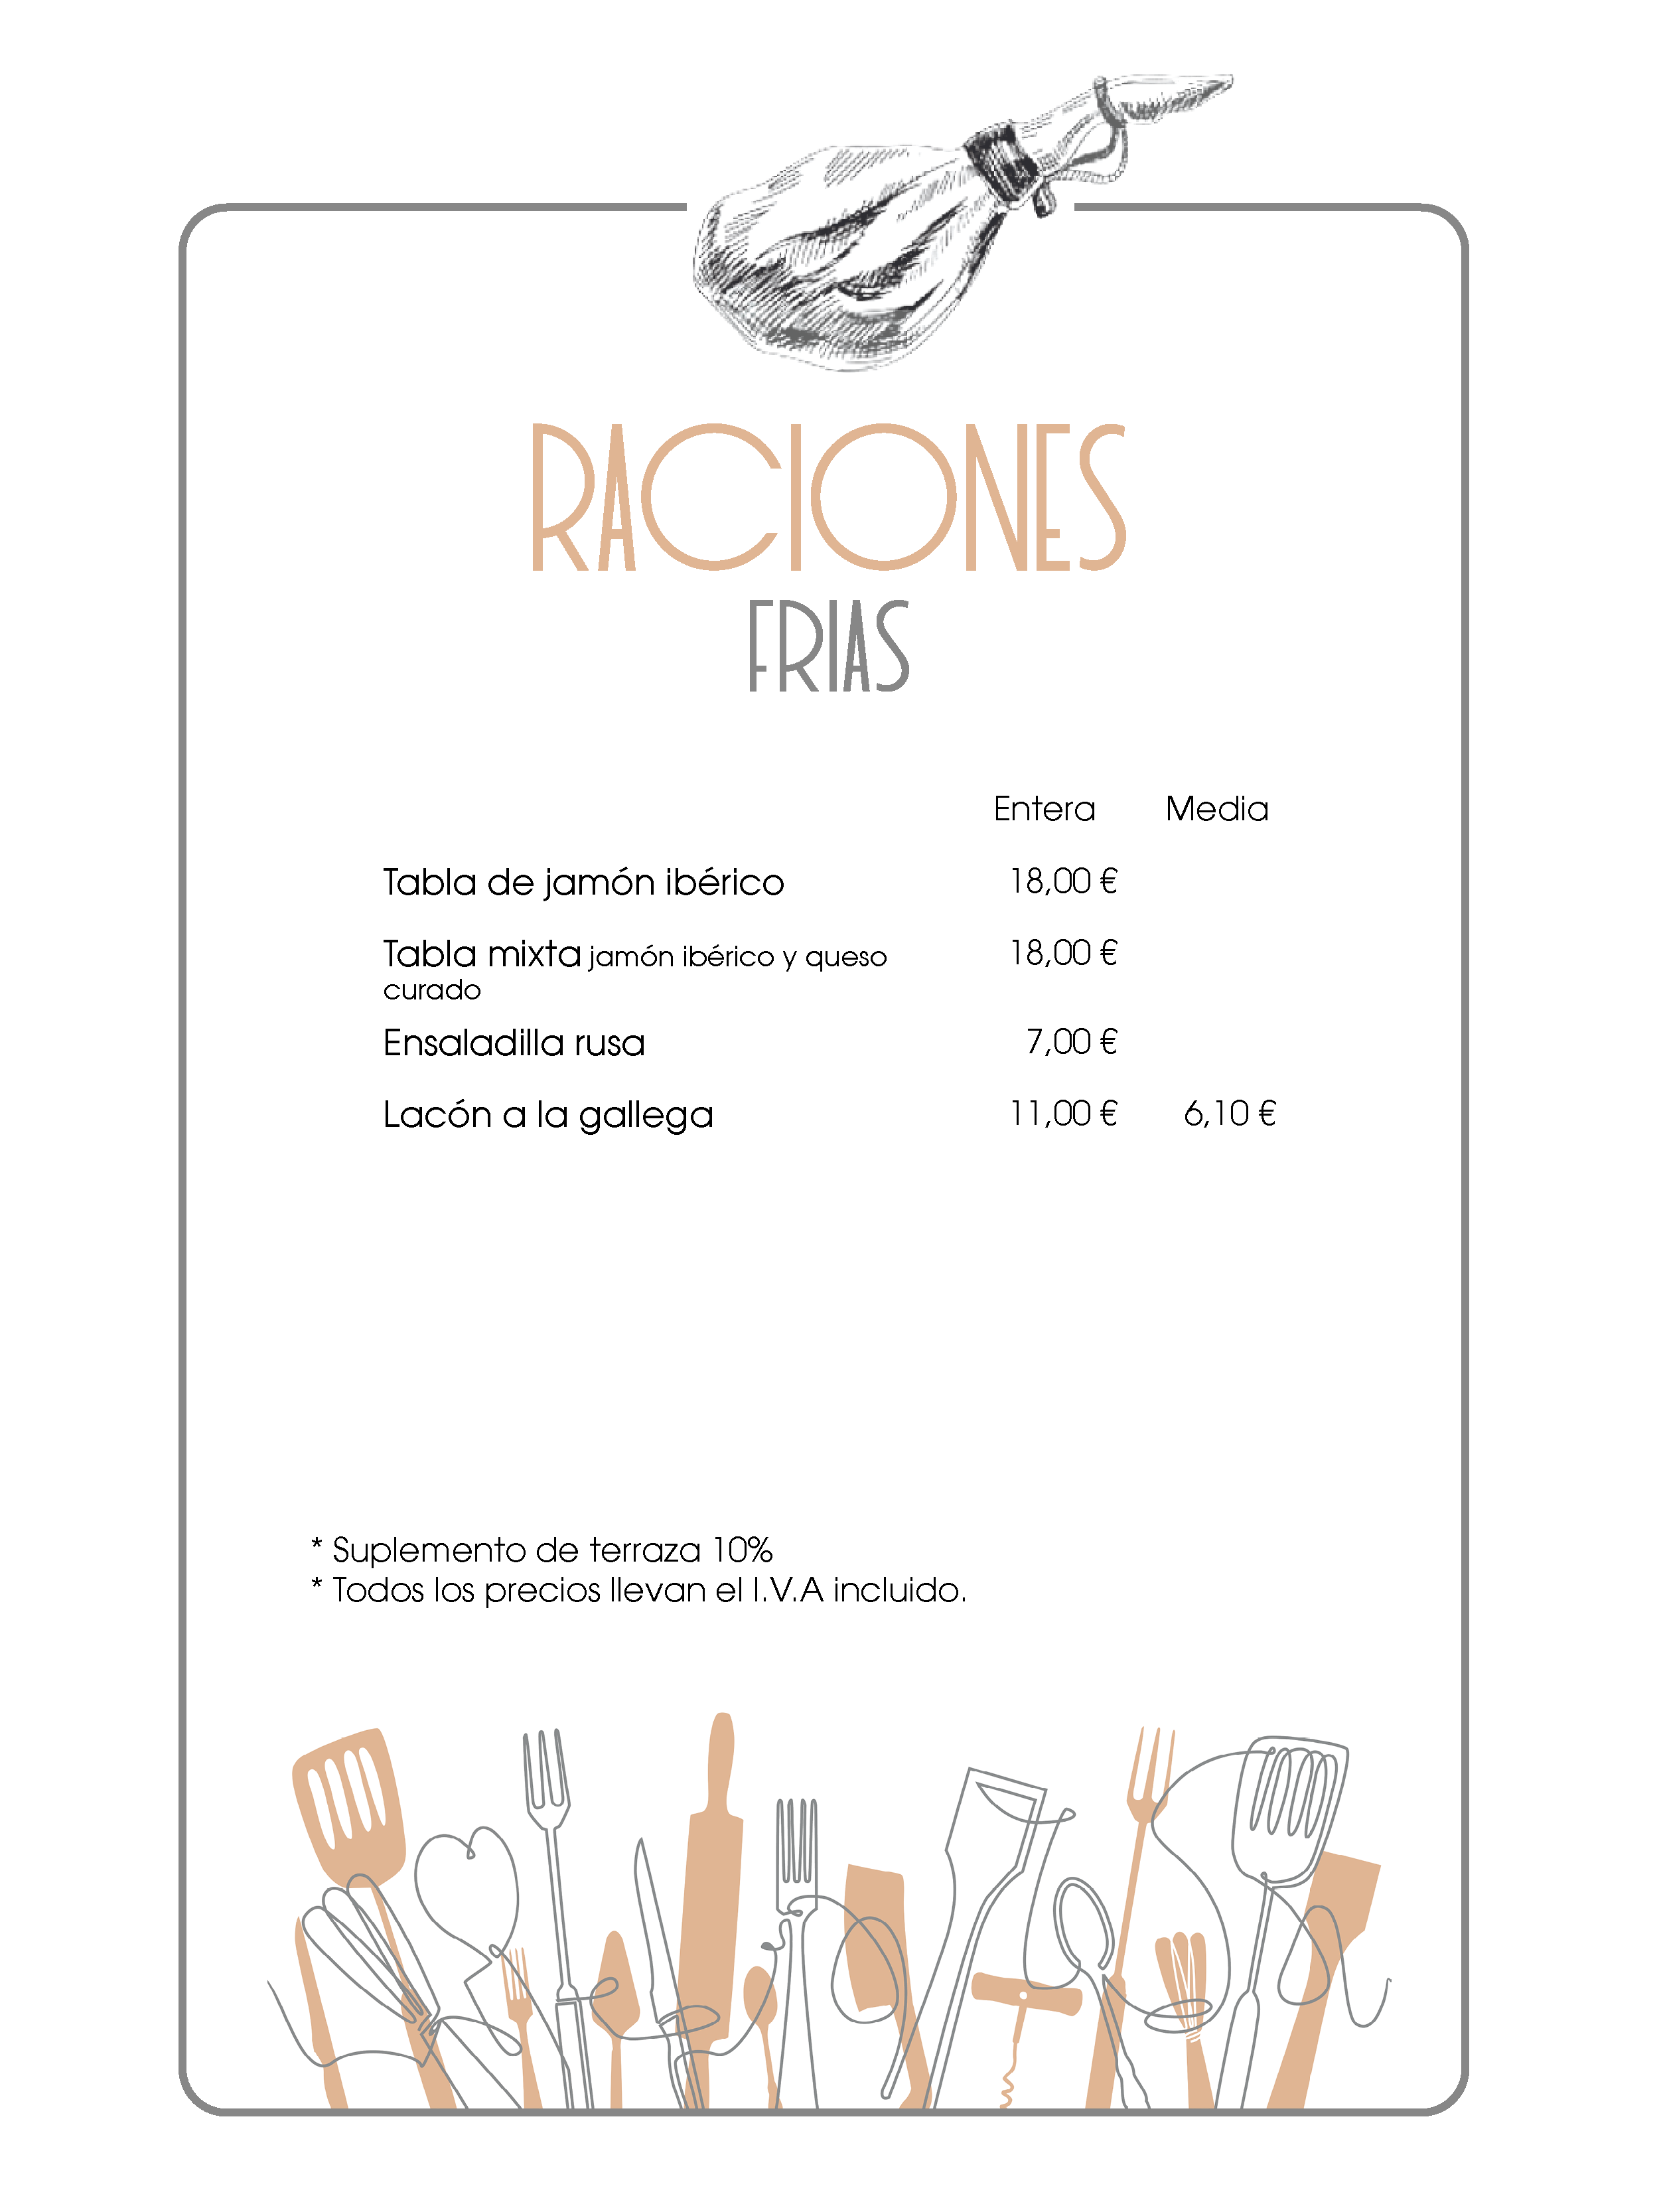 RACIONES
FRIAS
Entera Media
Tabla de jamón ibérico 18,00 €
Tabla mixta jamón ibérico y queso 18,00 €
curado
Ensaladilla rusa 7,00 €
Lacón a la gallega 11,00 € 6,10 €
* Suplemento de terraza 10%
* Todos los precios llevan el I.V.A incluido.